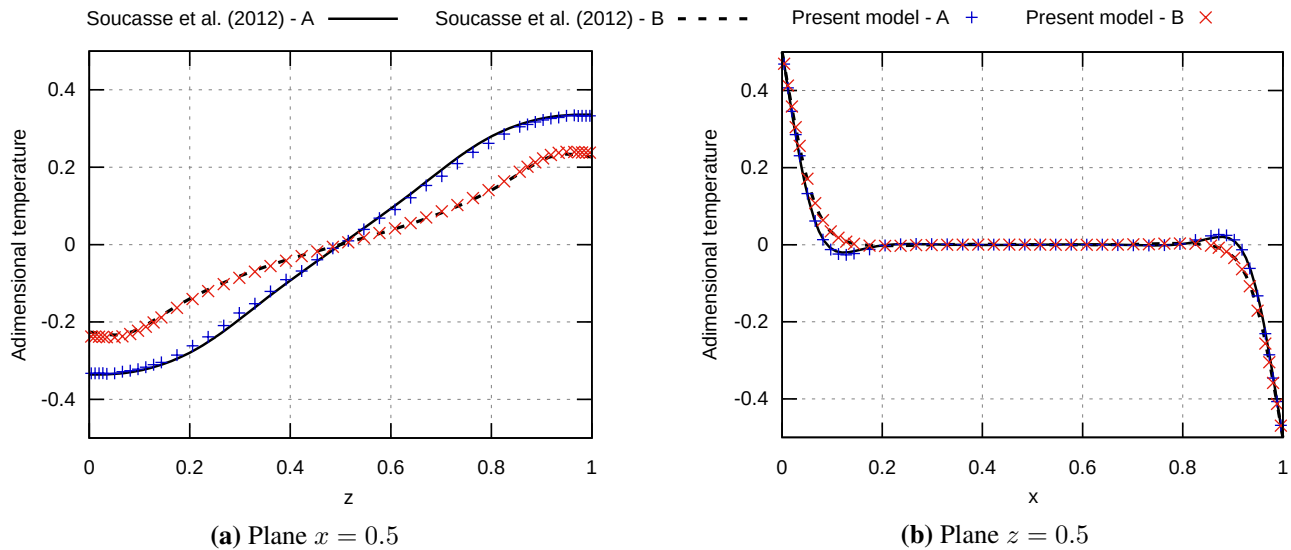 Soucasse et al. (2012) - A Soucasse et al. (2012) - B Present model - A Present model - B
Adimensional temperature
0.4
0.2
0
-0.2
-0.4
0 0.2 0.4 0.6 0.8 1
z
(a) Plane x = 0.5
Adimensional temperature
0.4
0.2
0
-0.2
-0.4
0 0.2 0.4 0.6 0.8 1
x
(b) Plane z = 0.5